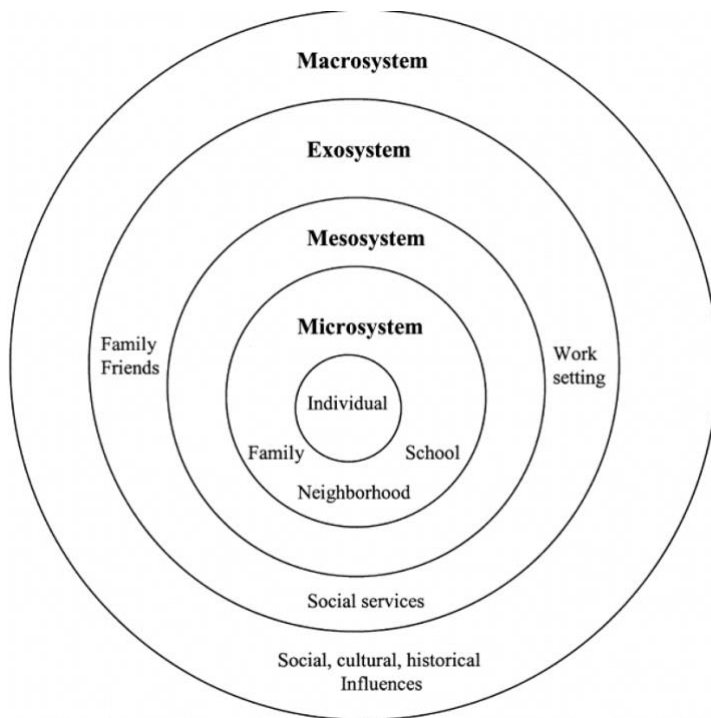 Macrosystem
Exosystem
Mesosystem
Microsystem
Family
Friends
Work
setting
Individual
Family
School
Neighborhood
Social services
Social, cultural, historical
Influences